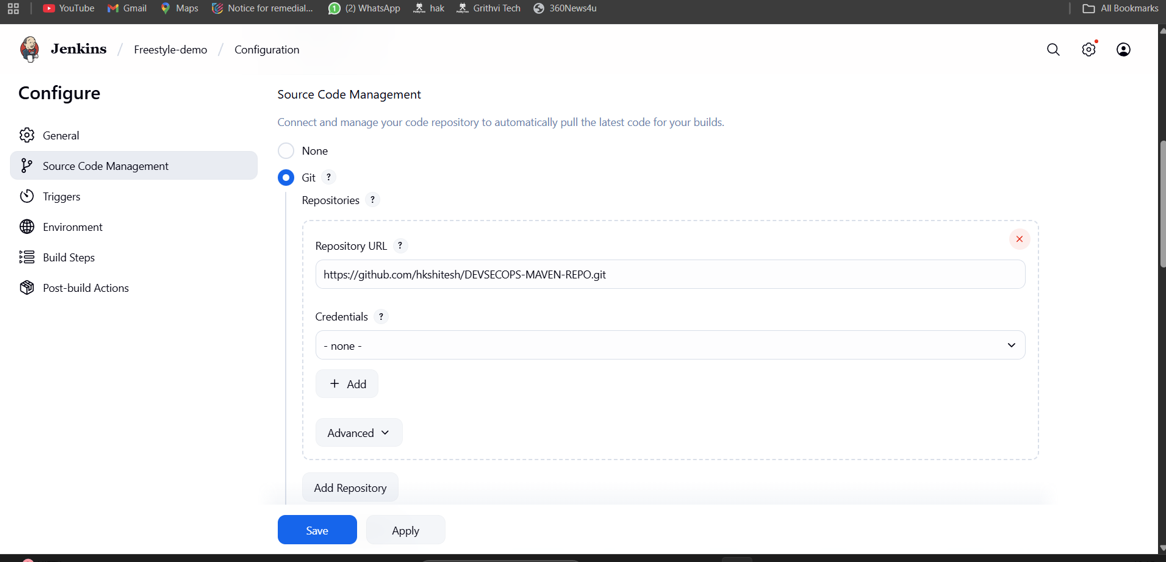 YouTube Gmail Maps Notice for remedial... (2) WhatsApp hak Grithvi Tech 360News4u All Bookmarks
Jenkins / Freestyle-demo / Configuration
Configure
General
Source Code Management
Triggers
Environment
Build Steps
Post-build Actions
Source Code Management
Connect and manage your code repository to automatically pull the latest code for your builds.
None
Git ?
Repositories ?
Repository URL ?
https://github.com/hkshitesh/DEVSECOPS-MAVEN-REPO.git
Credentials ?
- none -
+ Add
Advanced
Add Repository
Save Apply